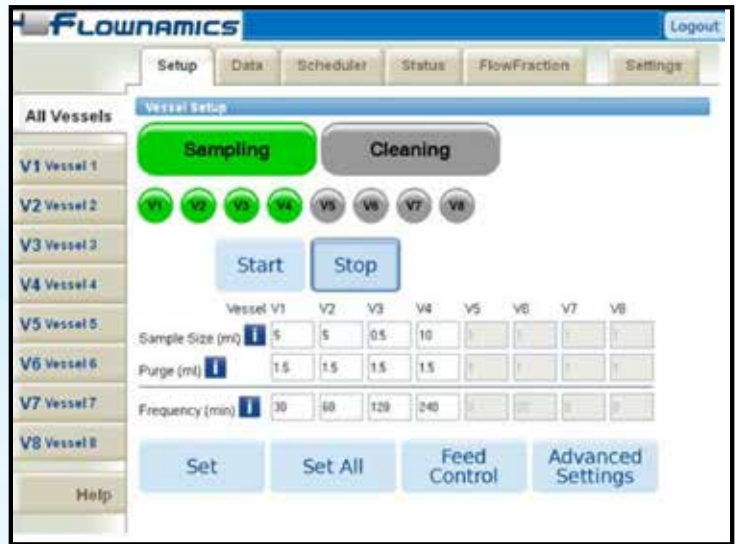 FLOWNAMICS
Logout
Setup Data Scheduler Status FlowFraction Settings
All Vessels
Vessel Setup
Sampling Cleaning
V1 Vessel 1
V2 Vessel 2
V1 V2 V3 V4 V5 V6 V7 V8
V3 Vessel 3
Start Stop
V4 Vessel 4
Vessel V1 V2 V3 V4 V5 V6 V7 V8
V5 Vessel 5
Sample Size (ml) i 5 5 0.5 10
V6 Vessel 6
Purge (ml) i 1.5 1.5 1.5 1.5
V7 Vessel 7
Frequency (min) i 30 60 120 240
V8 Vessel 8
Set Set All Feed Control Advanced Settings
Help